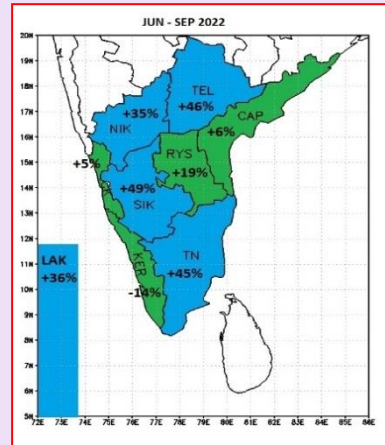 JUN - SEP 2022
20N
19N
18N
17N
16N
15N
14N
13N
12N
11N
10N
9N
8N
7N
6N
5N
TEL
+46%
+35%
NIK
CAP
+6%
RYS
+19%
+5%
+49%
SIK
KER
-14%
TN
+45%
LAK
+36%
72E 73E 74E 75E 76E 77E 78E 79E 80E 81E 82E 83E 84E 85E 86E